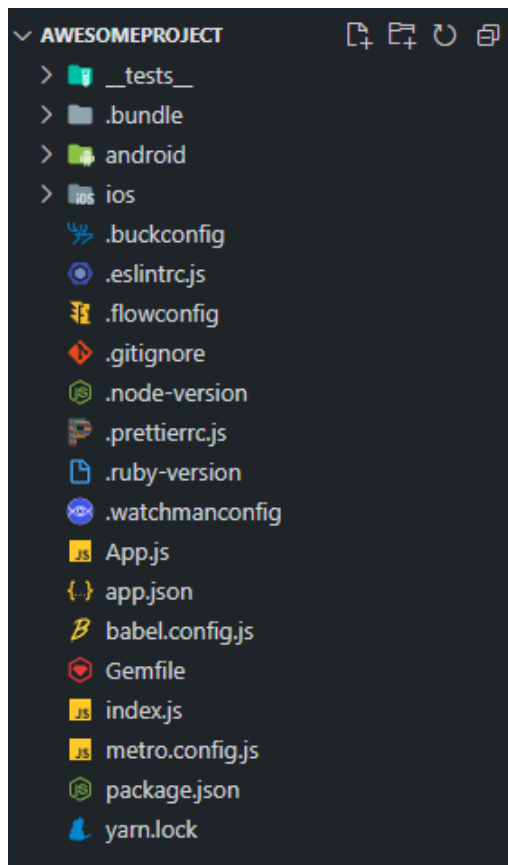 AWESOMEPROJECT
__tests__
.bundle
android
ios
.buckconfig
.eslintrc.js
.flowconfig
.gitignore
.node-version
.prettierrc.js
.ruby-version
.watchmanconfig
App.js
app.json
babel.config.js
Gemfile
index.js
metro.config.js
package.json
yarn.lock